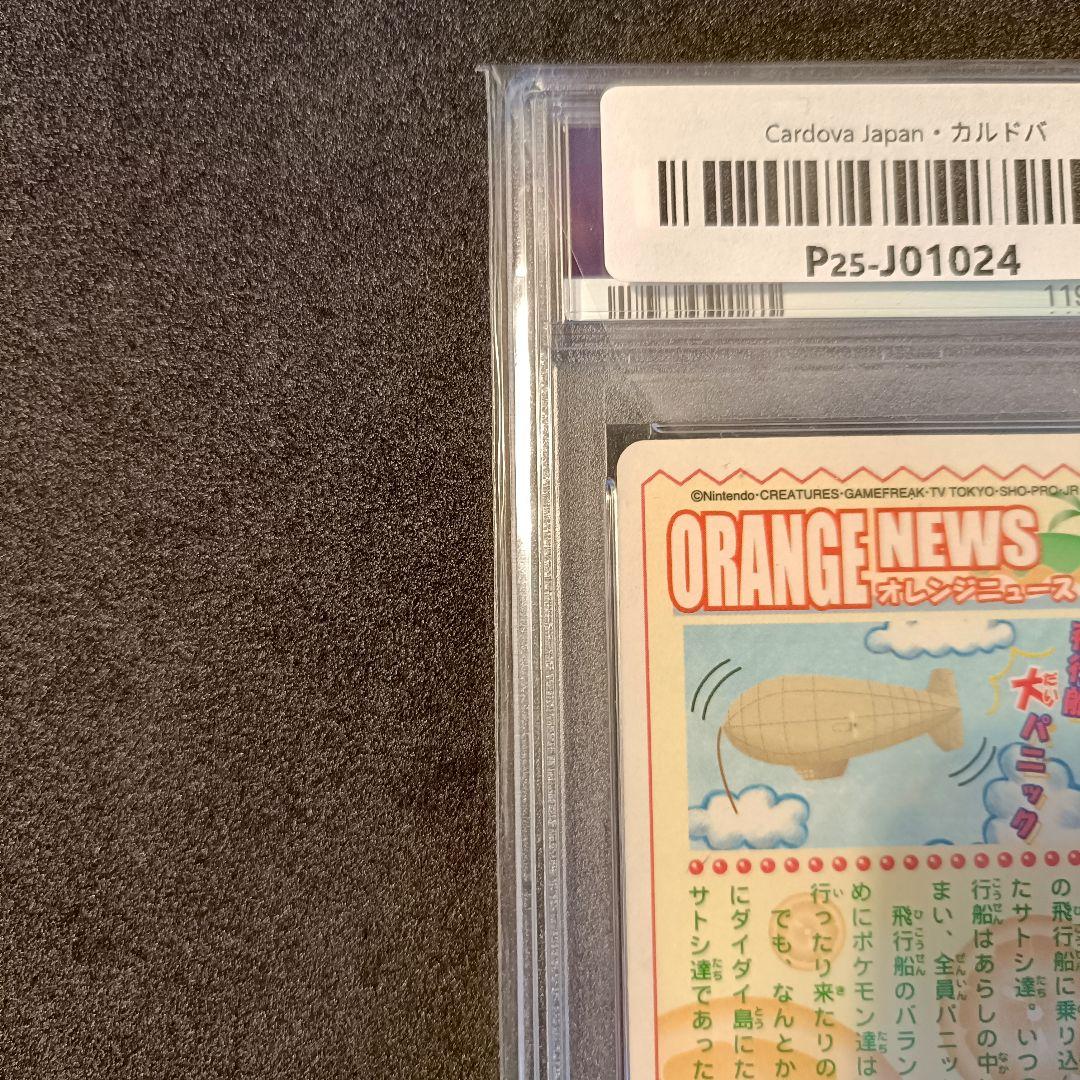 Cardova Japan・カルドバ
P25-J01024
119
©Nintendo・CREATURES・GAMEFREAK・TV TOKYO・SHO-PRO・JR
ORANGE NEWS
オレンジニュース
飛行船
大パニック
の飛行船に乗り込
たサトシ達。いつ
行船はあらしの中
まい、全員パニッ
飛行船のバラン
めにポケモン達は
行ったり来たりの
でも、なんとか
にダイダイ島にた
サトシ達であった